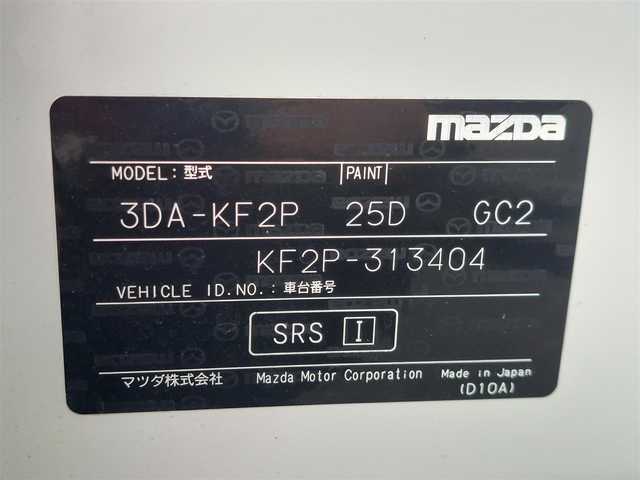 mazda
MODEL: 型式 PAINT
3DA-KF2P 25D GC2
KF2P-313404
VEHICLE ID.NO.: 車台番号
SRS I
マツダ株式会社 Mazda Motor Corporation Made in Japan
(D10A)